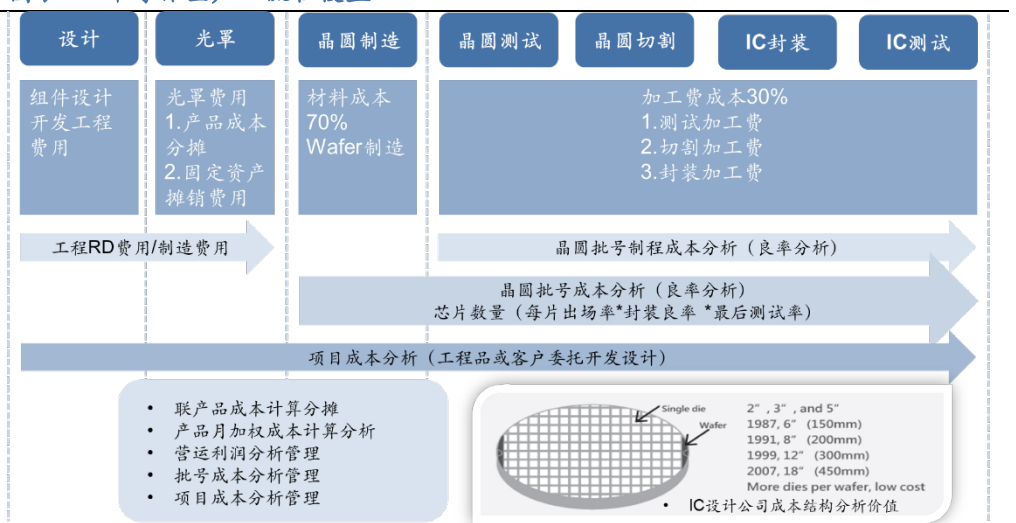 设计
光罩
晶圆制造
晶圆测试
晶圆切割
IC封装
IC测试
组件设计
开发工程
费用
光罩费用
1.产品成本
分摊
2.固定资产
摊销费用
材料成本
70%
Wafer制造
加工费成本30%
1.测试加工费
2.切割加工费
3.封装加工费
工程RD费用/制造费用
晶圆批号制程成本分析（良率分析)
晶圆批号成本分析（良率分析)
芯片数量（每片出场率*封装良率 *最后测试率)
项目成本分析（工程品或客户委托开发设计)
• 联产品成本计算分摊
• 产品月加权成本计算分析
• 营运利润分析管理
• 批号成本分析管理
• 项目成本分析管理
Single die
Wafer
2" , 3" , and 5"
1987, 6" (150mm)
1991, 8" (200mm)
1999, 12" (300mm)
2007, 18" (450mm)
More dies per wafer, low cost
• IC设计公司成本结构分析价值